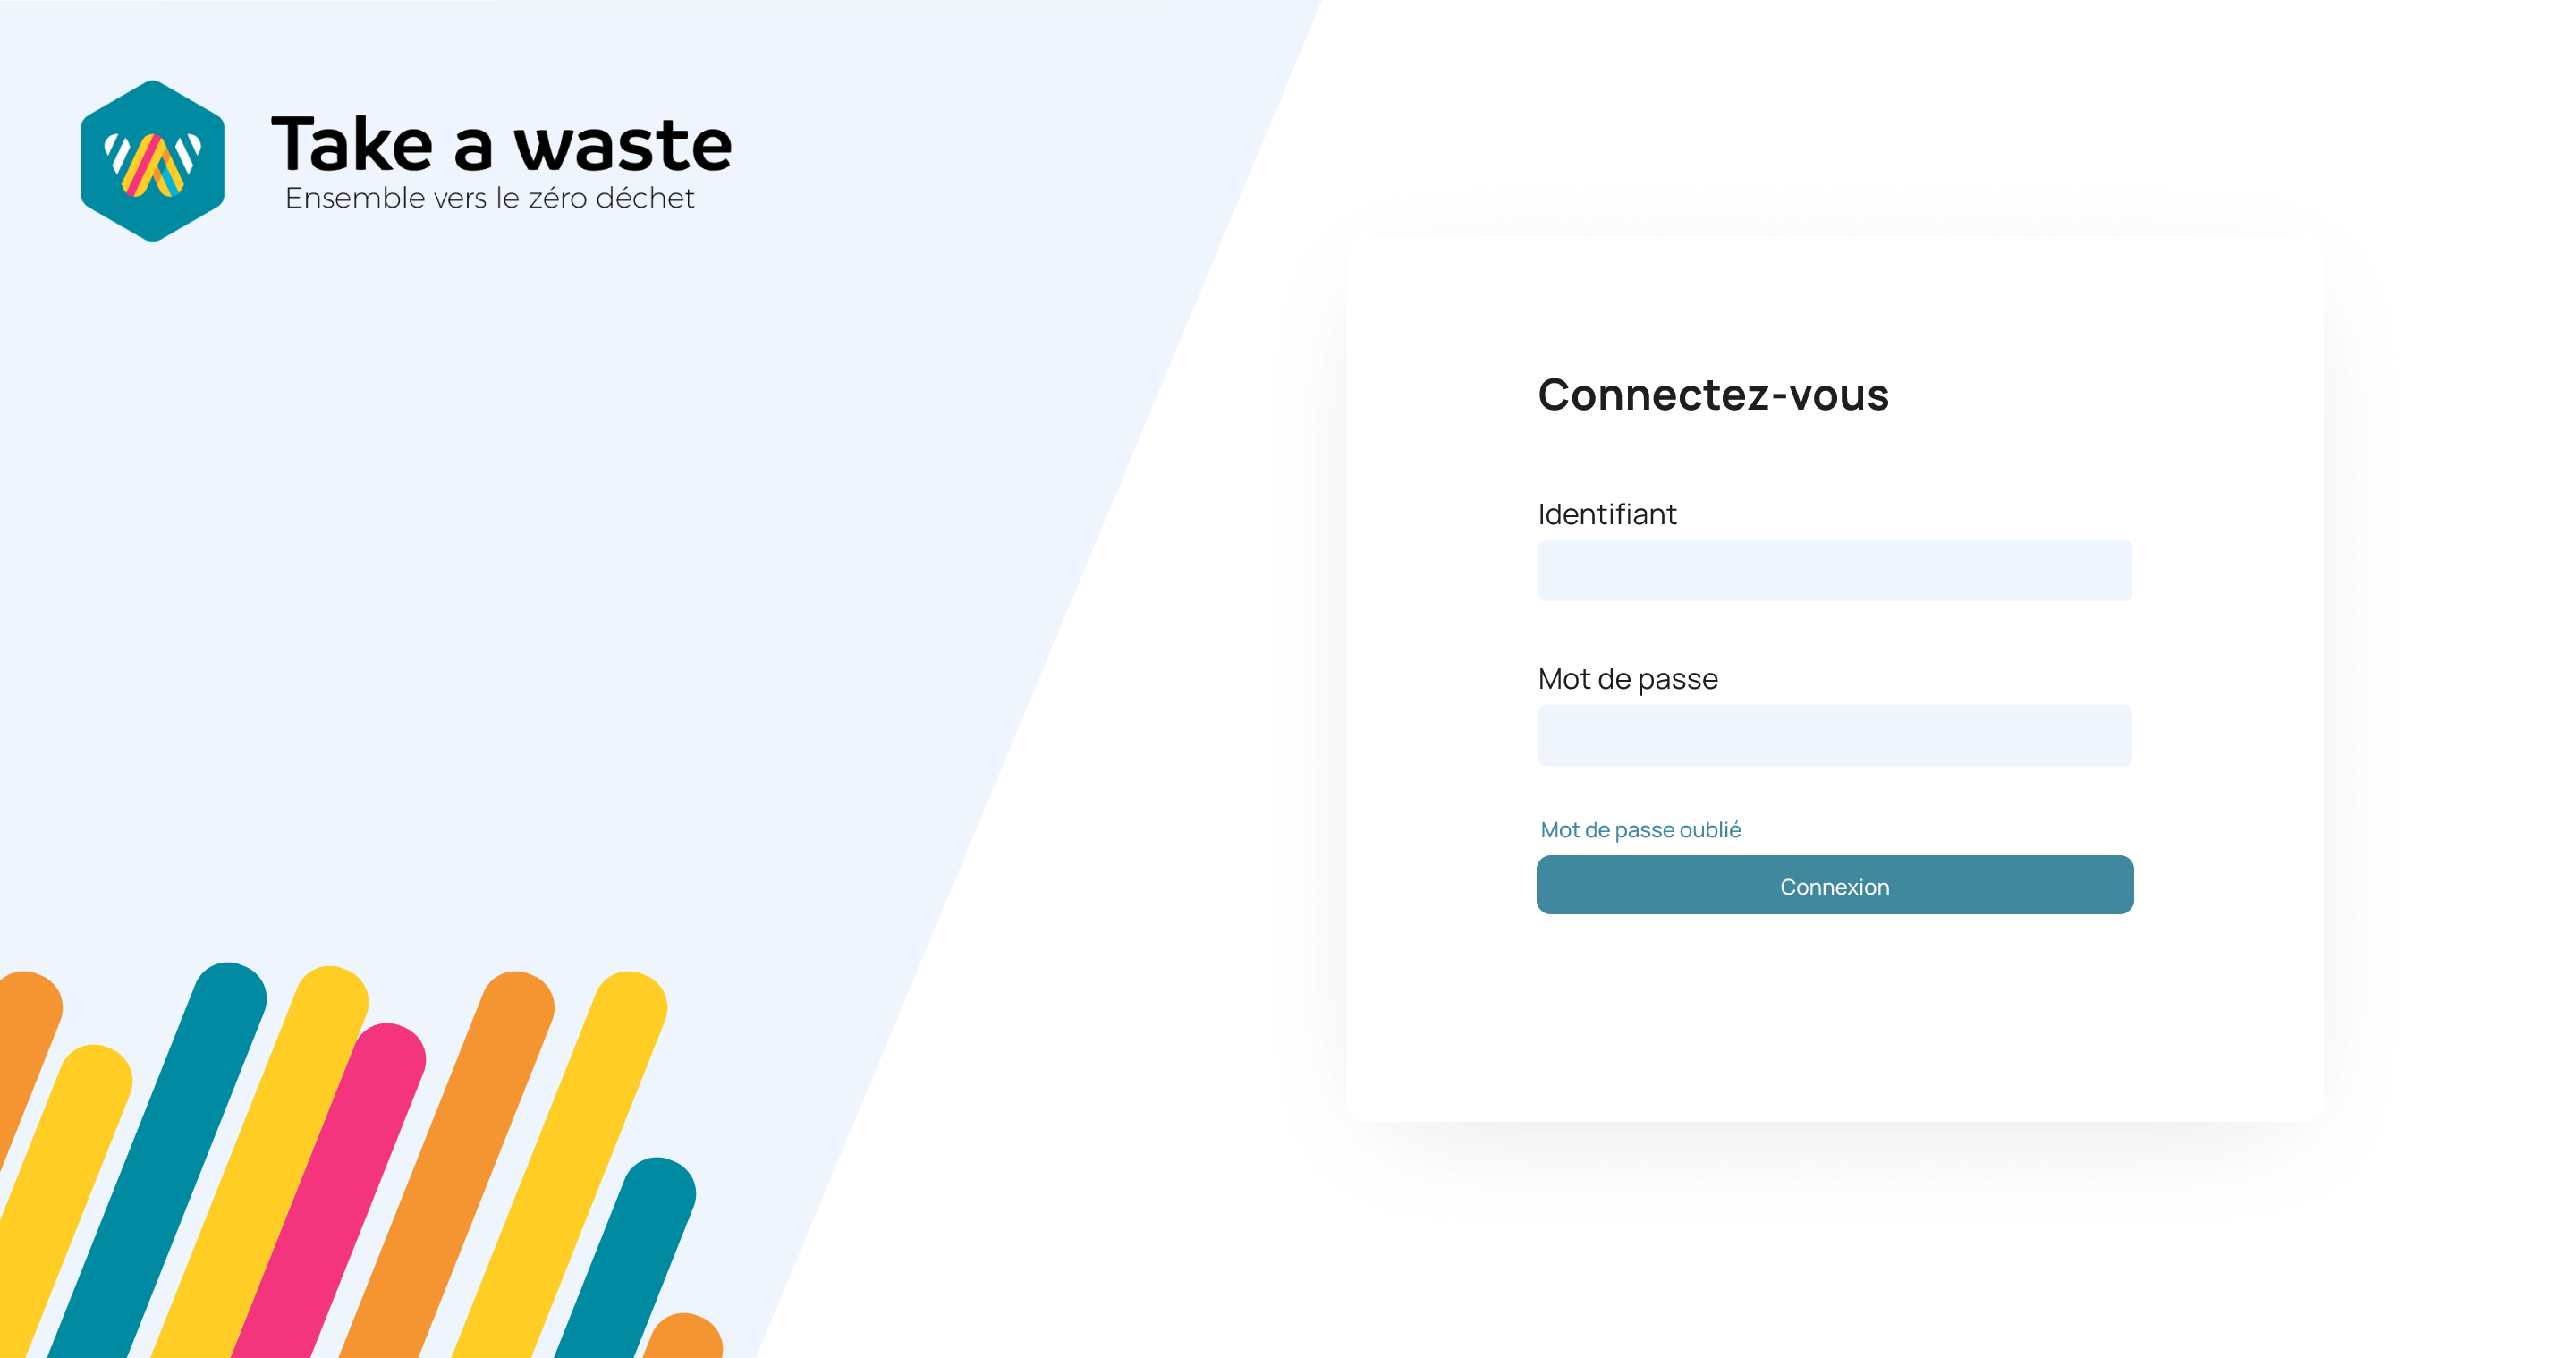 Take a waste
Ensemble vers le zéro déchet
Connectez-vous
Identifiant
Mot de passe
Mot de passe oublié
Connexion